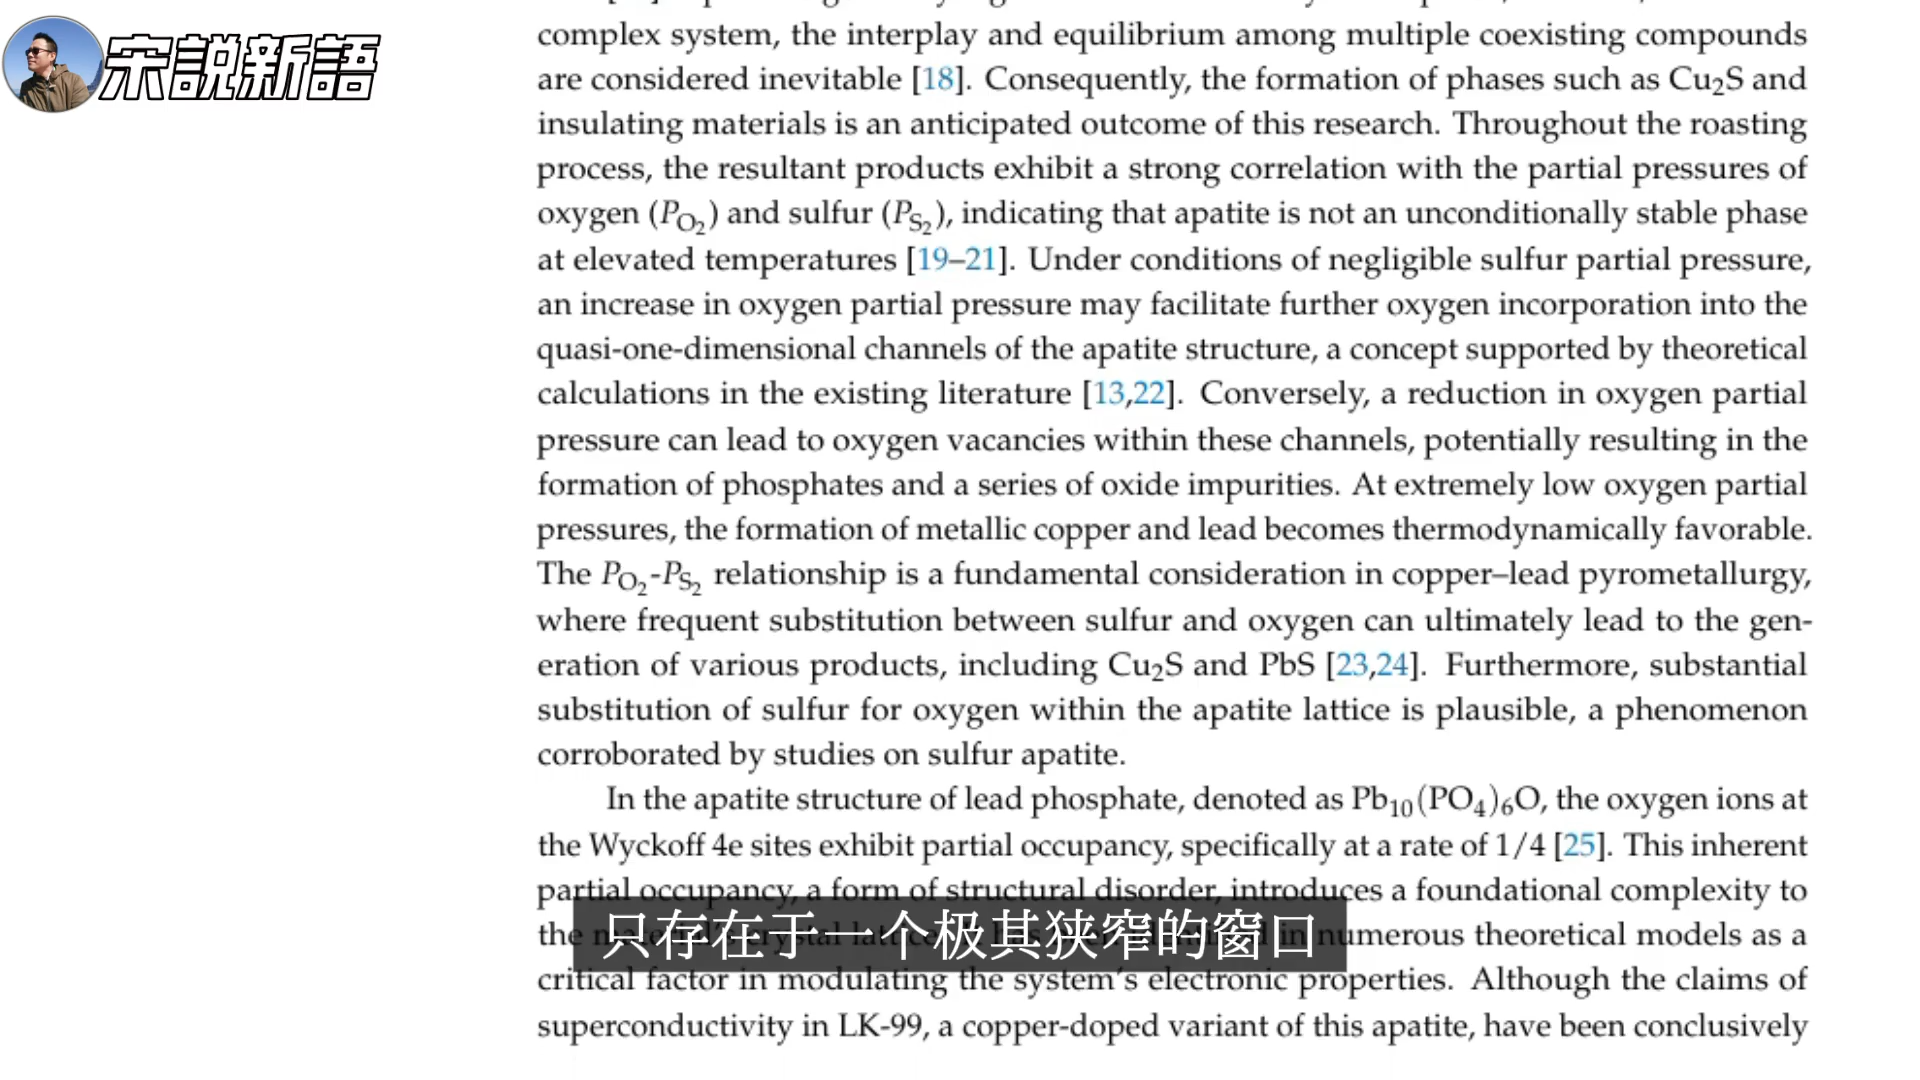 宋説新語
complex system, the interplay and equilibrium among multiple coexisting compounds
are considered inevitable [18]. Consequently, the formation of phases such as Cu₂S and
insulating materials is an anticipated outcome of this research. Throughout the roasting
process, the resultant products exhibit a strong correlation with the partial pressures of
oxygen (P_O₂) and sulfur (P_S₂), indicating that apatite is not an unconditionally stable phase
at elevated temperatures [19–21]. Under conditions of negligible sulfur partial pressure,
an increase in oxygen partial pressure may facilitate further oxygen incorporation into the
quasi-one-dimensional channels of the apatite structure, a concept supported by theoretical
calculations in the existing literature [13,22]. Conversely, a reduction in oxygen partial
pressure can lead to oxygen vacancies within these channels, potentially resulting in the
formation of phosphates and a series of oxide impurities. At extremely low oxygen partial
pressures, the formation of metallic copper and lead becomes thermodynamically favorable.
The P_O₂-P_S₂ relationship is a fundamental consideration in copper–lead pyrometallurgy,
where frequent substitution between sulfur and oxygen can ultimately lead to the gen-
eration of various products, including Cu₂S and PbS [23,24]. Furthermore, substantial
substitution of sulfur for oxygen within the apatite lattice is plausible, a phenomenon
corroborated by studies on sulfur apatite.
In the apatite structure of lead phosphate, denoted as Pb₁₀(PO₄)₆O, the oxygen ions at
the Wyckoff 4e sites exhibit partial occupancy, specifically at a rate of 1/4 [25]. This inherent
partial occupancy, a form of structural disorder, introduces a foundational complexity to
the numerous theoretical models as a
只存在于一个极其狭窄的窗口
critical factor in modulating the system's electronic properties. Although the claims of
superconductivity in LK-99, a copper-doped variant of this apatite, have been conclusively